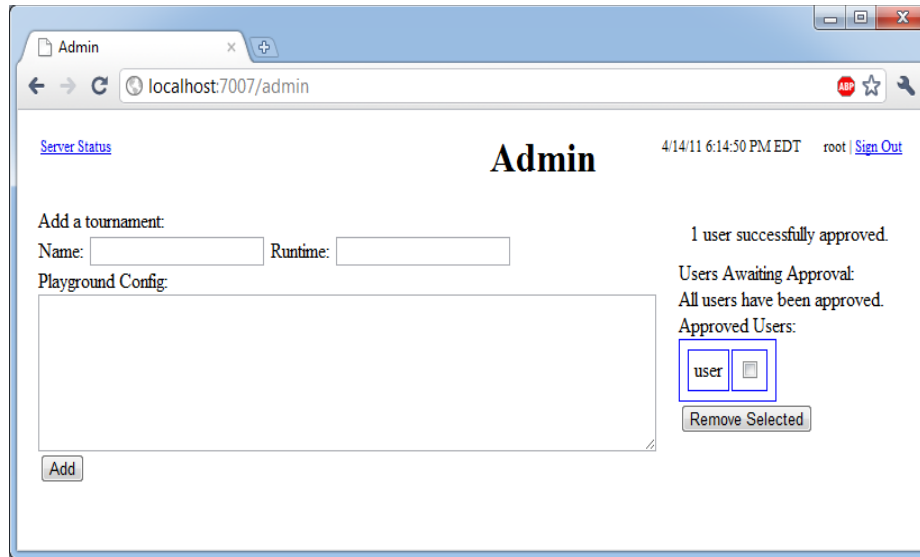 Admin
localhost:7007/admin
ABP
Server Status
Admin
4/14/11 6:14:50 PM EDT root | Sign Out
Add a tournament:
Name: Runtime:
Playground Config:
Add
1 user successfully approved.
Users Awaiting Approval:
All users have been approved.
Approved Users:
user
Remove Selected